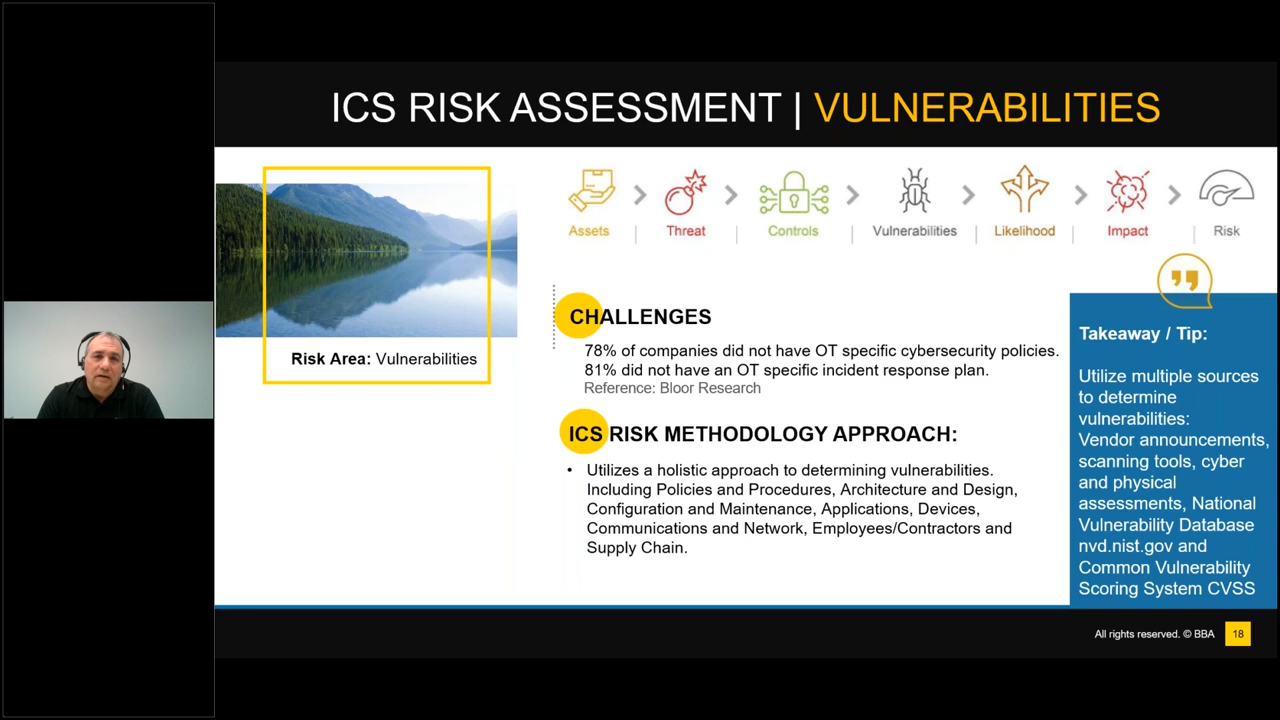 ICS RISK ASSESSMENT | VULNERABILITIES
Assets
Threat
Controls
Vulnerabilities
Likelihood
Impact
Risk
Risk Area: Vulnerabilities
CHALLENGES
78% of companies did not have OT specific cybersecurity policies.
81% did not have an OT specific incident response plan.
Reference: Bloor Research
ICS RISK METHODOLOGY APPROACH:
• Utilizes a holistic approach to determining vulnerabilities.
Including Policies and Procedures, Architecture and Design,
Configuration and Maintenance, Applications, Devices,
Communications and Network, Employees/Contractors and
Supply Chain.
Takeaway / Tip:
Utilize multiple sources
to determine
vulnerabilities:
Vendor announcements,
scanning tools, cyber
and physical
assessments, National
Vulnerability Database
nvd.nist.gov and
Common Vulnerability
Scoring System CVSS
All rights reserved. © BBA
18